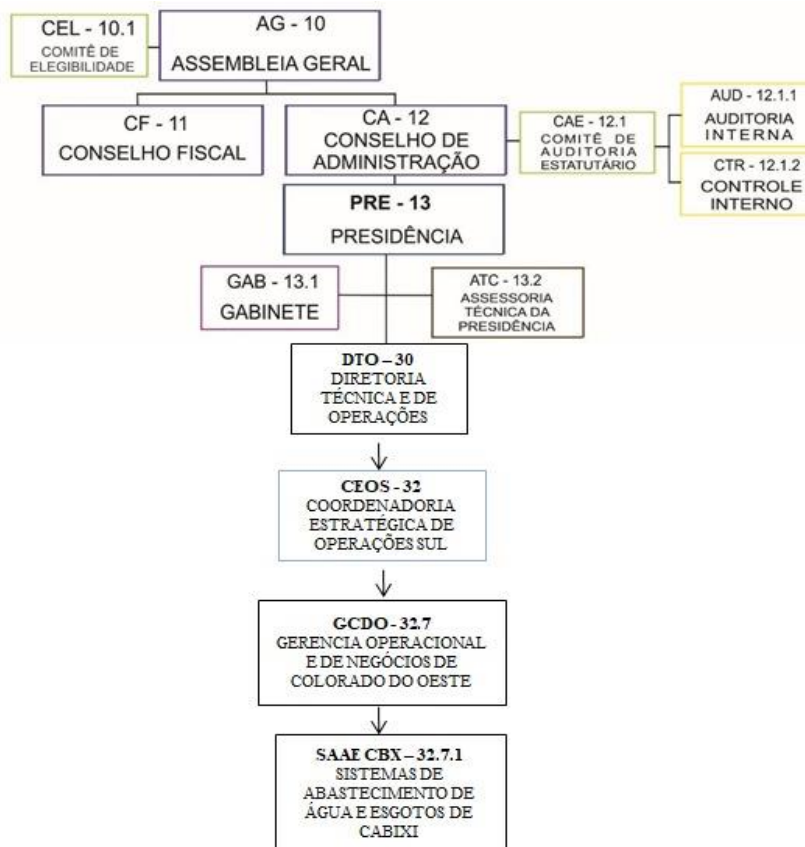 CEL - 10.1
COMITÊ DE
ELEGIBILIDADE
AG - 10
ASSEMBLEIA GERAL
CF - 11
CONSELHO FISCAL
CA - 12
CONSELHO DE
ADMINISTRAÇÃO
CAE - 12.1
COMITÊ DE
AUDITORIA
ESTATUTÁRIO
AUD - 12.1.1
AUDITORIA
INTERNA
CTR - 12.1.2
CONTROLE
INTERNO
PRE - 13
PRESIDÊNCIA
GAB - 13.1
GABINETE
ATC - 13.2
ASSESSORIA
TÉCNICA DA
PRESIDÊNCIA
DTO – 30
DIRETORIA
TÉCNICA E DE
OPERAÇÕES
CEOS - 32
COORDENADORIA
ESTRATÉGICA DE
OPERAÇÕES SUL
GCDO - 32.7
GERENCIA OPERACIONAL
E DE NEGÓCIOS DE
COLORADO DO OESTE
SAAE CBX – 32.7.1
SISTEMAS DE
ABASTECIMENTO DE
ÁGUA E ESGOTOS DE
CABIXI